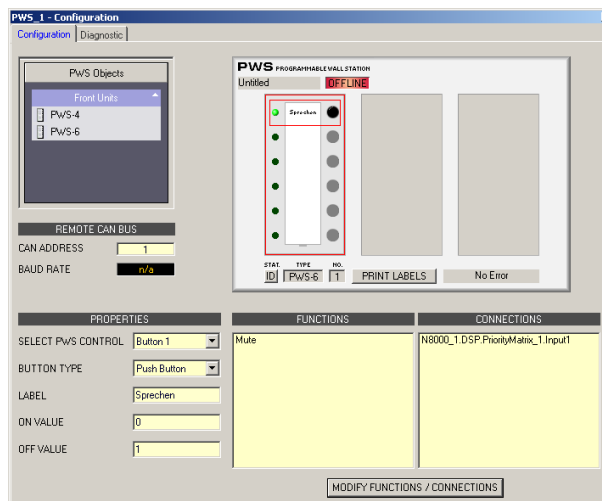 PWS_1 - Configuration
Configuration Diagnostic
PWS Objects
Front Units
PWS-4
PWS-6
PWS PROGRAMMABLE WALL STATION
Untitled OFFLINE
Sprechen
STAT. TYPE NO.
ID PWS-6 1 PRINT LABELS No Error
REMOTE CAN BUS
CAN ADDRESS 1
BAUD RATE n/a
PROPERTIES
SELECT PWS CONTROL Button 1
BUTTON TYPE Push Button
LABEL Sprechen
ON VALUE 0
OFF VALUE 1
FUNCTIONS
Mute
CONNECTIONS
N8000_1.DSP.PriorityMatrix_1.Input1
MODIFY FUNCTIONS / CONNECTIONS